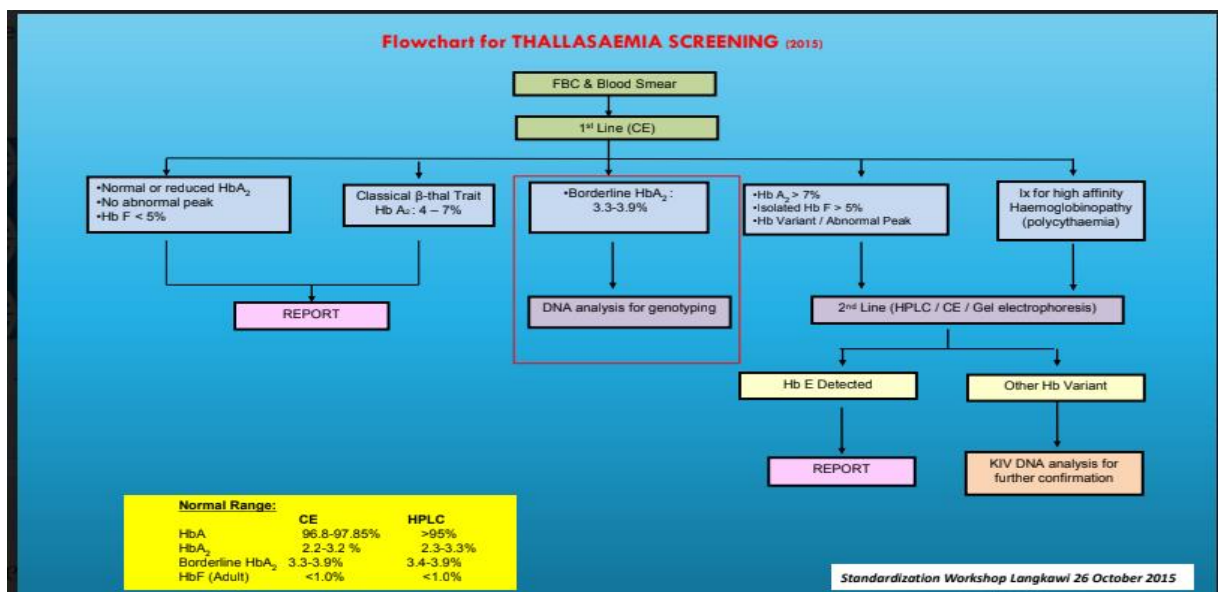 Flowchart for THALLASAEMIA SCREENING (2015)
FBC & Blood Smear
1st Line (CE)
•Normal or reduced HbA2
•No abnormal peak
•Hb F < 5%
Classical β-thal Trait
Hb A2 : 4 – 7%
•Borderline HbA2 :
3.3-3.9%
•Hb A2 > 7%
•Isolated Hb F > 5%
•Hb Variant / Abnormal Peak
Ix for high affinity
Haemoglobinopathy
(polycythaemia)
REPORT
DNA analysis for genotyping
2nd Line (HPLC / CE / Gel electrophoresis)
Hb E Detected
Other Hb Variant
REPORT
KIV DNA analysis for
further confirmation
Normal Range:
CE HPLC
HbA 96.8-97.85% >95%
HbA2 2.2-3.2 % 2.3-3.3%
Borderline HbA2 3.3-3.9% 3.4-3.9%
HbF (Adult) <1.0% <1.0%
Standardization Workshop Langkawi 26 October 2015